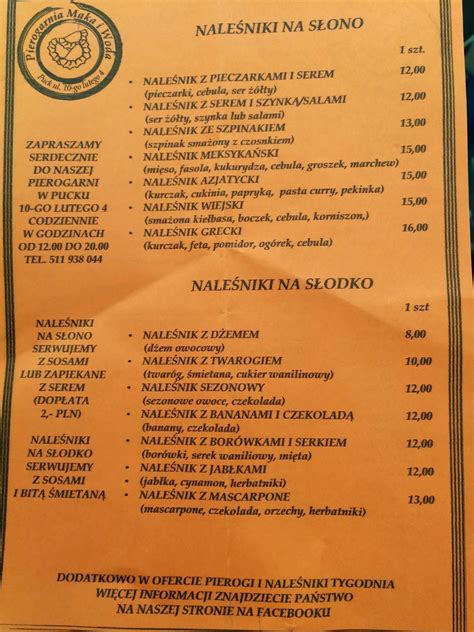 Pierogarnia Mąka i Woda
Puck ul. 10-go lutego 4
ZAPRASZAMY
SERDECZNIE
DO NASZEJ
PIEROGARNI
W PUCKU
10-GO LUTEGO 4
CODZIENNIE
W GODZINACH
OD 12.00 DO 20.00
TEL. 511 938 044
NALEŚNIKI NA SŁONO
1 szt.
• NALEŚNIK Z PIECZARKAMI I SEREM 12,00
(pieczarki, cebula, ser żółty)
• NALEŚNIK Z SEREM I SZYNKĄ/SALAMI 12,00
(ser żółty, szynka lub salami)
• NALEŚNIK ZE SZPINAKIEM 13,00
(szpinak smażony z czosnkiem)
• NALEŚNIK MEKSYKAŃSKI 15,00
(mięso, fasola, kukurydza, cebula, groszek, marchew)
• NALEŚNIK AZJATYCKI 15,00
(kurczak, cukinia, papryką, pasta curry, pekinka)
• NALEŚNIK WIEJSKI 15,00
(smażona kiełbasa, boczek, cebula, korniszon,)
• NALEŚNIK GRECKI 16,00
(kurczak, feta, pomidor, ogórek, cebula)
NALEŚNIKI NA SŁODKO
1 szt
NALEŚNIKI
NA SŁONO
SERWUJEMY
Z SOSAMI
LUB ZAPIEKANE
Z SEREM
(DOPŁATA
2,- PLN)
NALEŚNIKI
NA SŁODKO
SERWUJEMY
Z SOSAMI
I BITĄ ŚMIETANĄ
• NALEŚNIK Z DŻEMEM 8,00
(dżem owocowy)
• NALEŚNIK Z TWAROGIEM 10,00
(twaróg, śmietana, cukier wanilinowy)
• NALEŚNIK SEZONOWY 12,00
(sezonowe owoce, czekolada)
• NALEŚNIK Z BANANAMI I CZEKOLADĄ 12,00
(banany, czekolada)
• NALEŚNIK Z BORÓWKAMI I SERKIEM 12,00
(borówki, serek waniliowy, mięta)
• NALEŚNIK Z JABŁKAMI 12,00
(jabłka, cynamon, herbatniki)
• NALEŚNIK Z MASCARPONE 13,00
(mascarpone, czekolada, orzechy, herbatniki)
DODATKOWO W OFERCIE PIEROGI I NALEŚNIKI TYGODNIA
WIĘCEJ INFORMACJI ZNAJDZIECIE PAŃSTWO
NA NASZEJ STRONIE NA FACEBOOKU